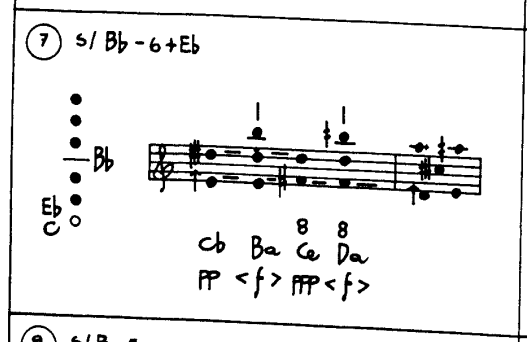 7 S/ Bb - 6 + Eb
Bb
Eb
C
8 8
Cb Ba Ce Da
pp < f > ppp < f >
8